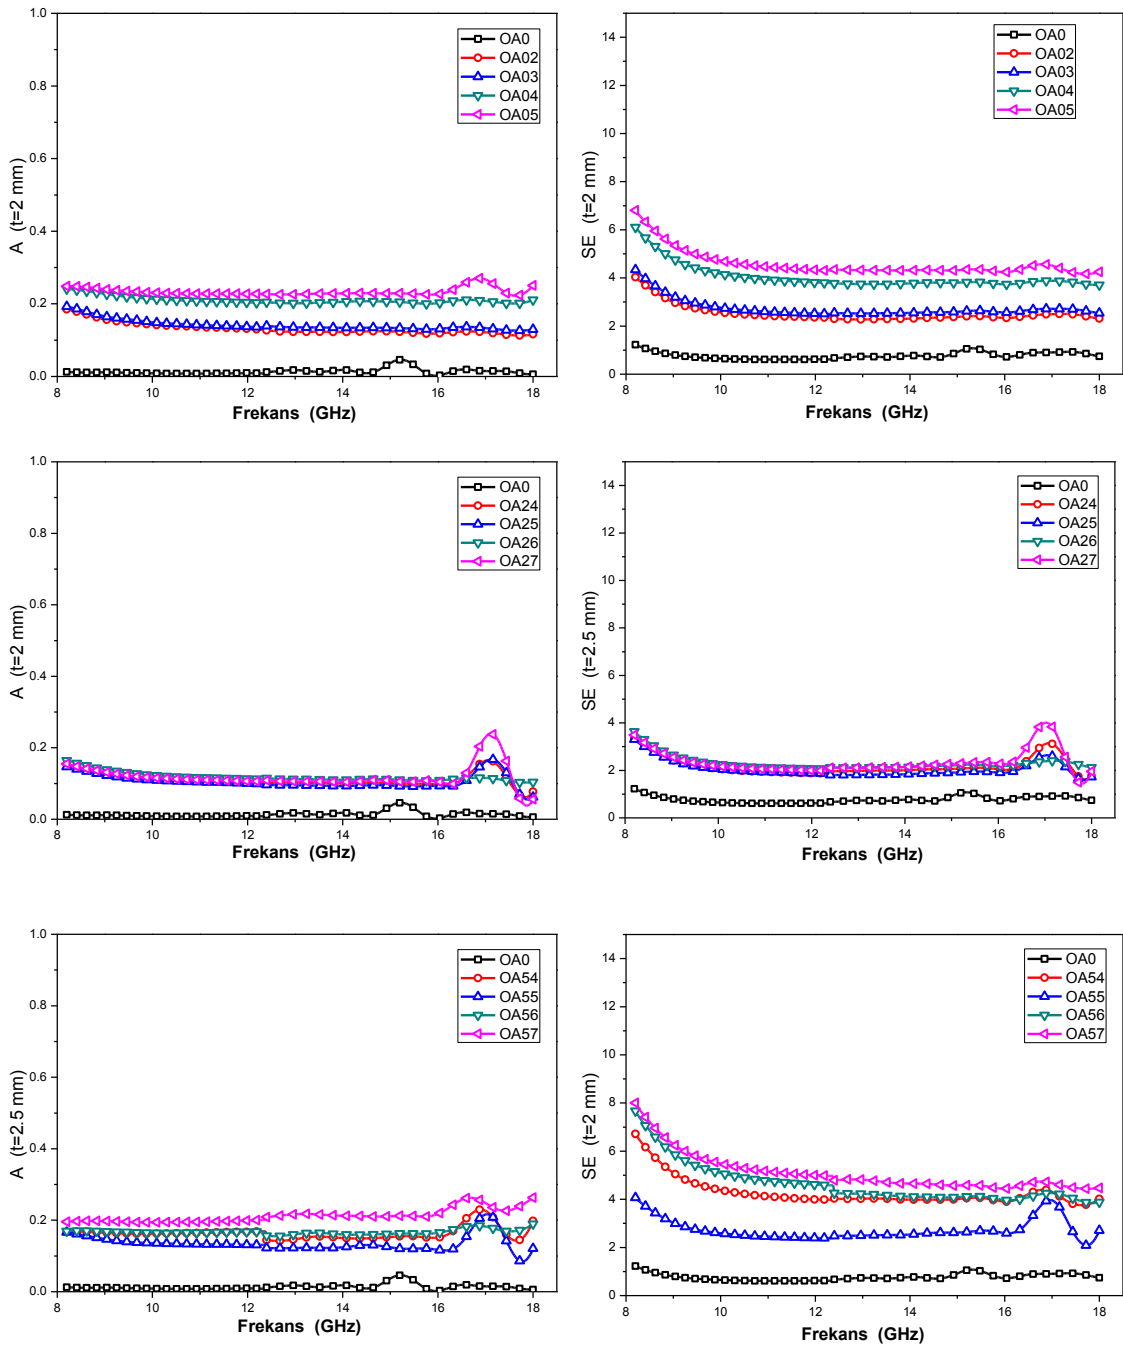 1.0
0.8
0.6
0.4
0.2
0.0
8 10 12 14 16 18
A (t=2 mm)
Frekans (GHz)
OA0
OA02
OA03
OA04
OA05
14
12
10
8
6
4
2
0
8 10 12 14 16 18
SE (t=2 mm)
Frekans (GHz)
OA0
OA02
OA03
OA04
OA05
1.0
0.8
0.6
0.4
0.2
0.0
8 10 12 14 16 18
A (t=2 mm)
Frekans (GHz)
OA0
OA24
OA25
OA26
OA27
14
12
10
8
6
4
2
0
8 10 12 14 16 18
SE (t=2.5 mm)
Frekans (GHz)
OA0
OA24
OA25
OA26
OA27
1.0
0.8
0.6
0.4
0.2
0.0
8 10 12 14 16 18
A (t=2.5 mm)
Frekans (GHz)
OA0
OA54
OA55
OA56
OA57
14
12
10
8
6
4
2
0
8 10 12 14 16 18
SE (t=2 mm)
Frekans (GHz)
OA0
OA54
OA55
OA56
OA57